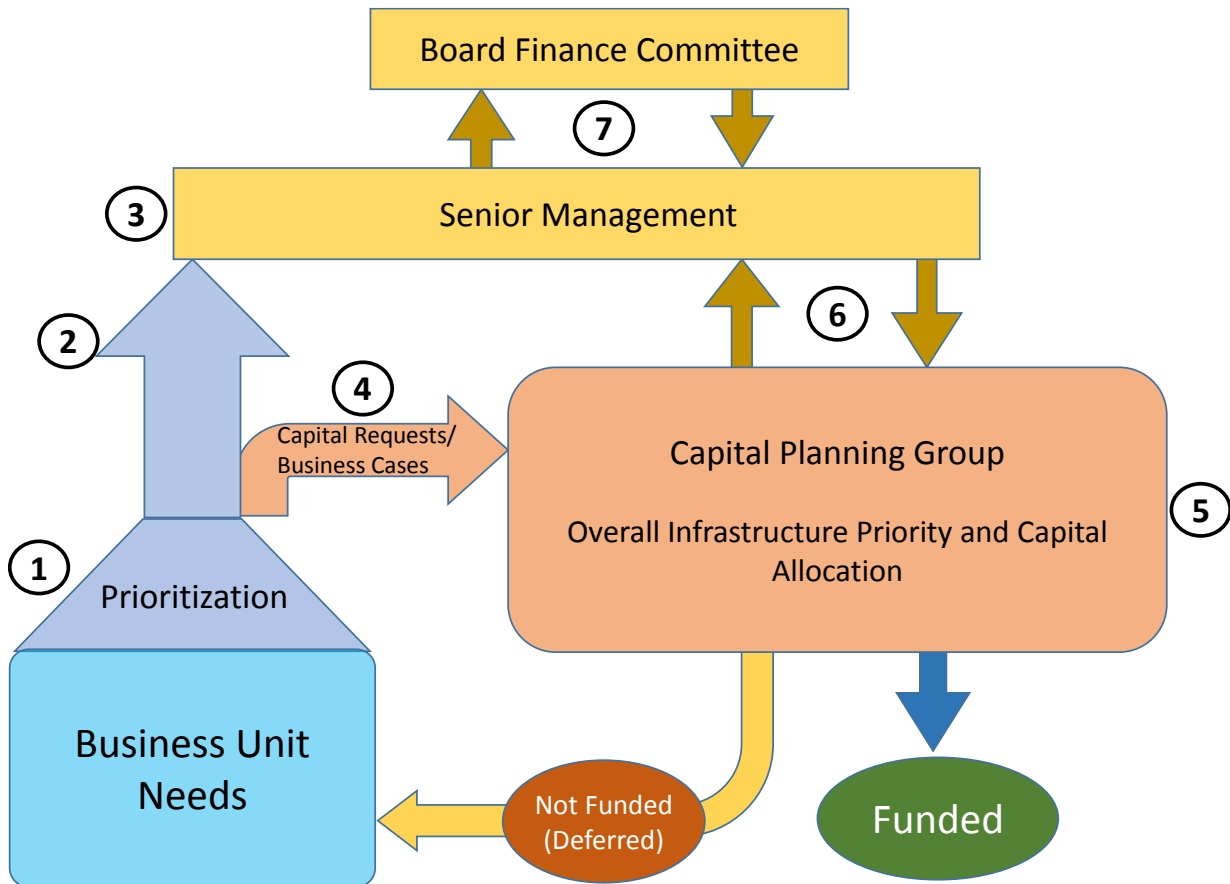 Board Finance Committee
7
3
Senior Management
2
6
4
Capital Requests/
Business Cases
Capital Planning Group
5
Overall Infrastructure Priority and Capital
Allocation
1
Prioritization
Business Unit
Needs
Not Funded
(Deferred)
Funded